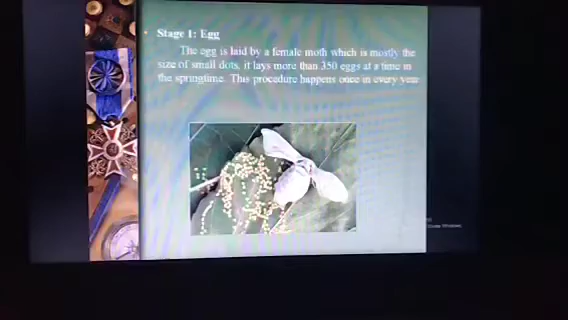 Stage 1: Egg
The egg is laid by a female moth which is mostly the
size of small dots, it lays more than 350 eggs at a time in
the springtime. This procedure happens once in every year